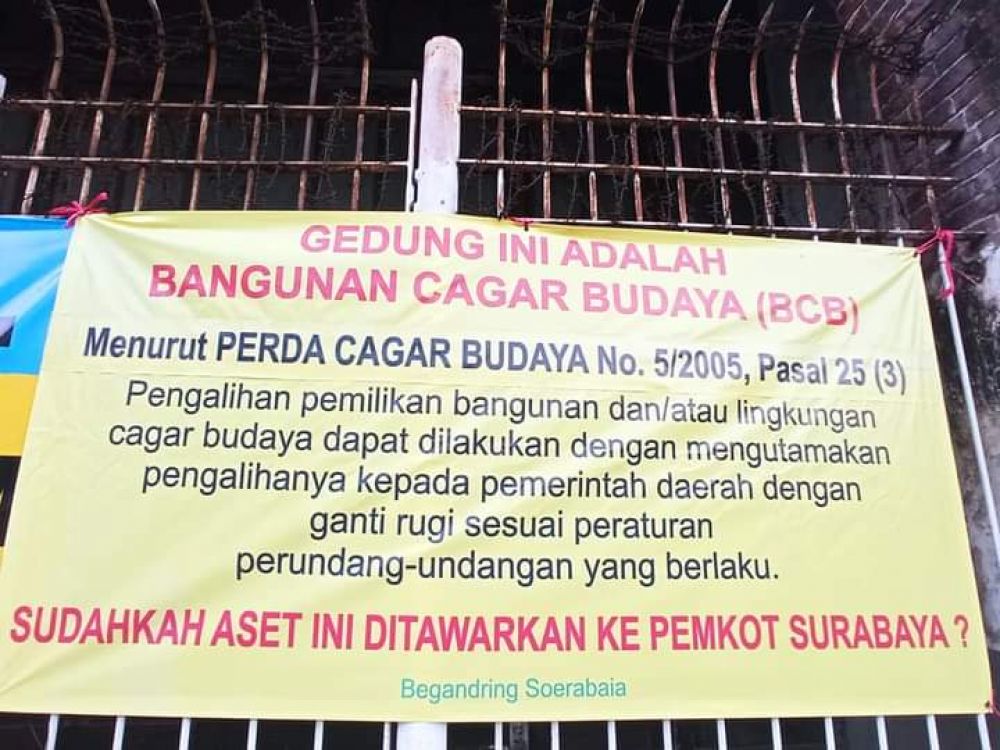 GEDUNG INI ADALAH
BANGUNAN CAGAR BUDAYA (BCB)
Menurut PERDA CAGAR BUDAYA No. 5/2005, Pasal 25 (3)
Pengalihan pemilikan bangunan dan/atau lingkungan
cagar budaya dapat dilakukan dengan mengutamakan
pengalihanya kepada pemerintah daerah dengan
ganti rugi sesuai peraturan
perundang-undangan yang berlaku.
SUDAHKAH ASET INI DITAWARKAN KE PEMKOT SURABAYA ?
Begandring Soerabaia